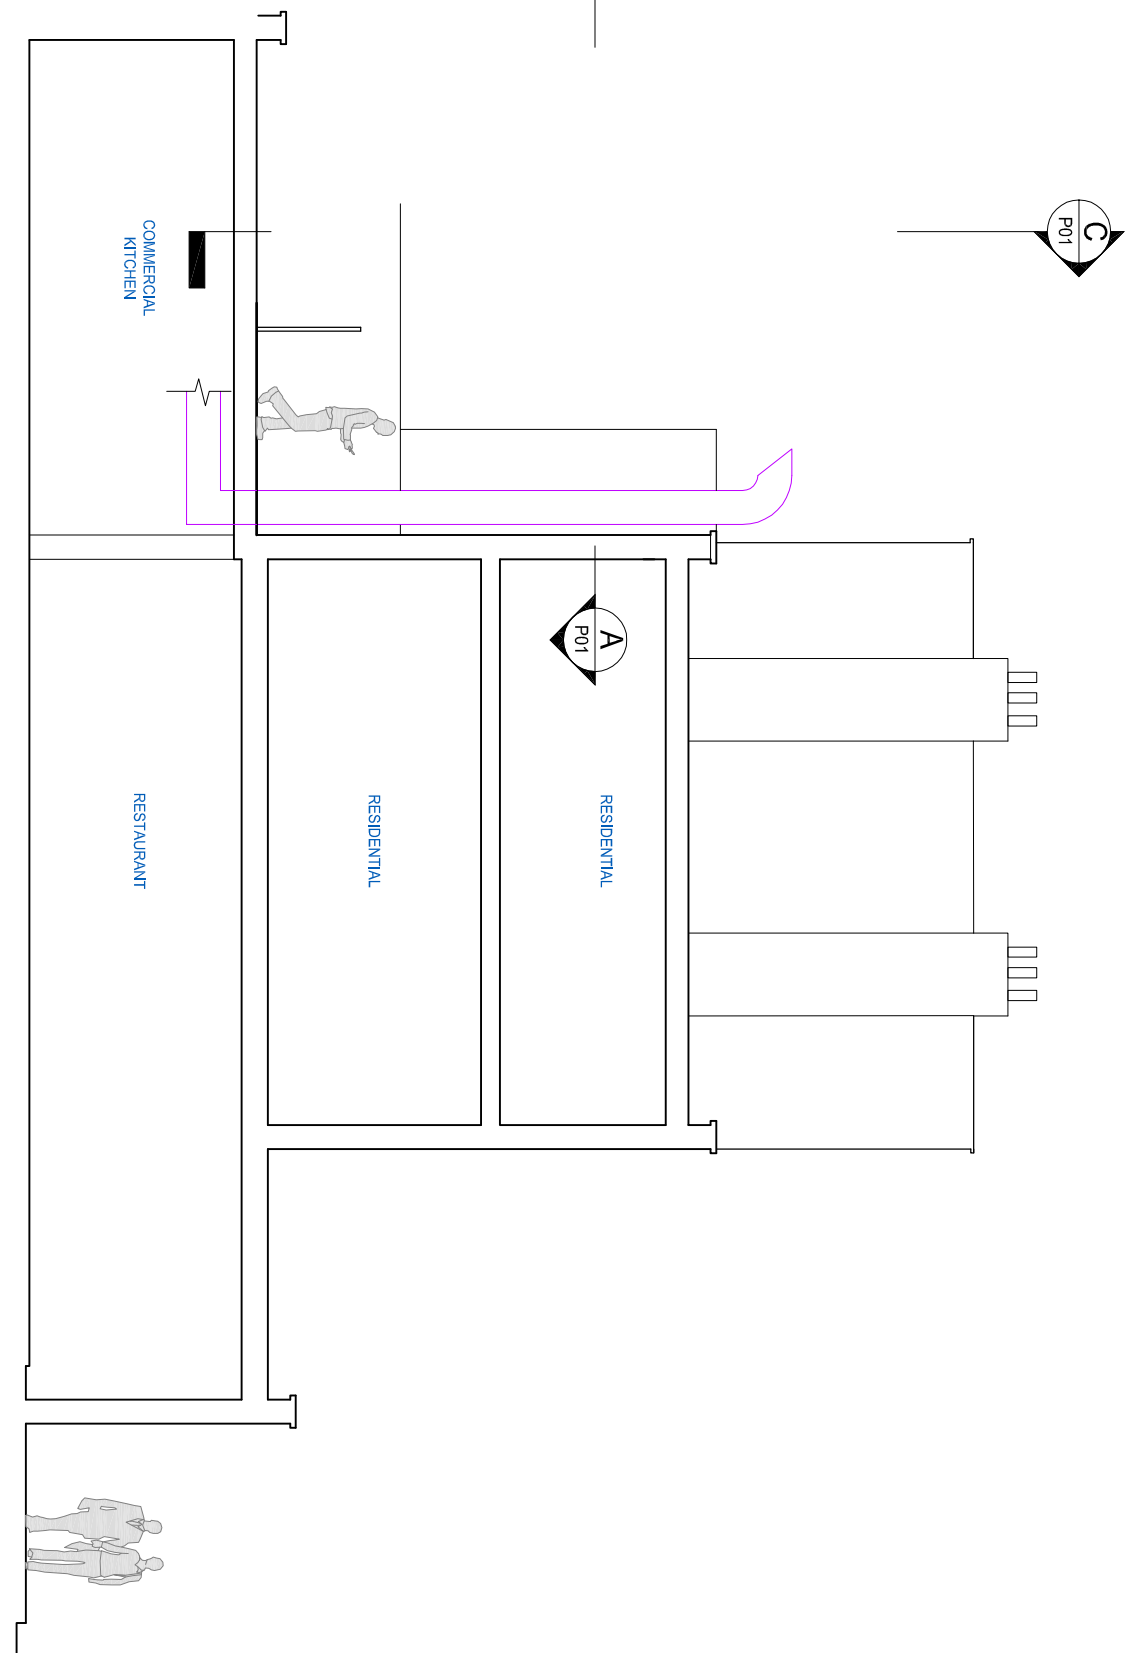 C
P01
COMMERCIAL
KITCHEN
A
P01
RESIDENTIAL
RESIDENTIAL
RESTAURANT